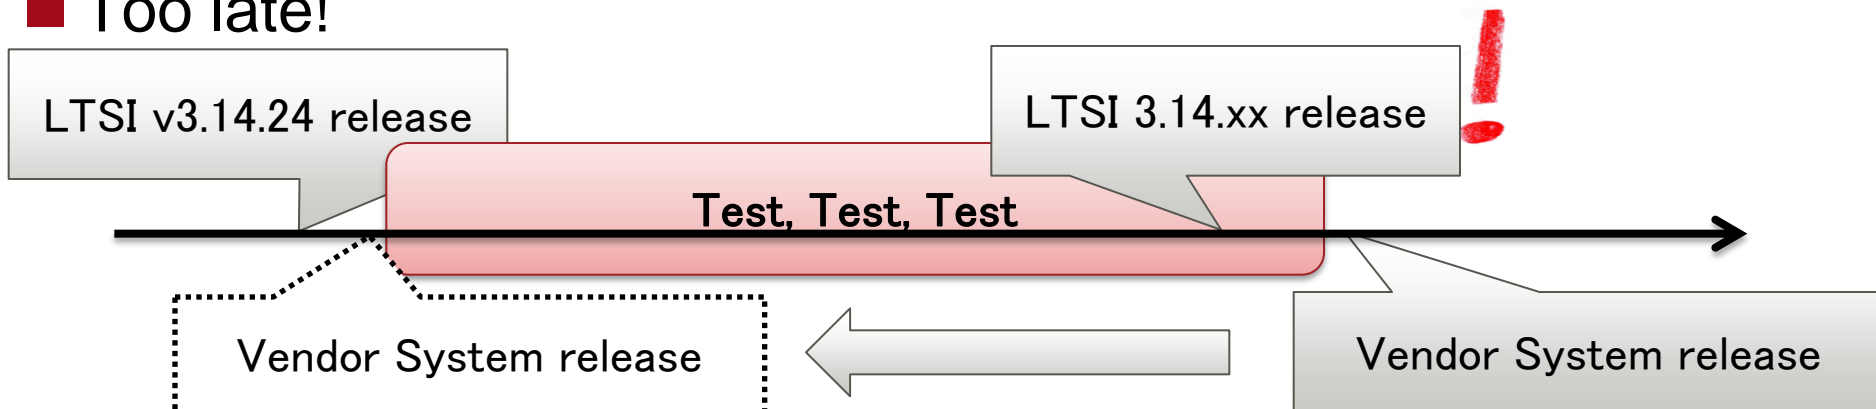 Too late!
LTSI v3.14.24 release
LTSI 3.14.xx release
Test, Test, Test
Vendor System release
Vendor System release